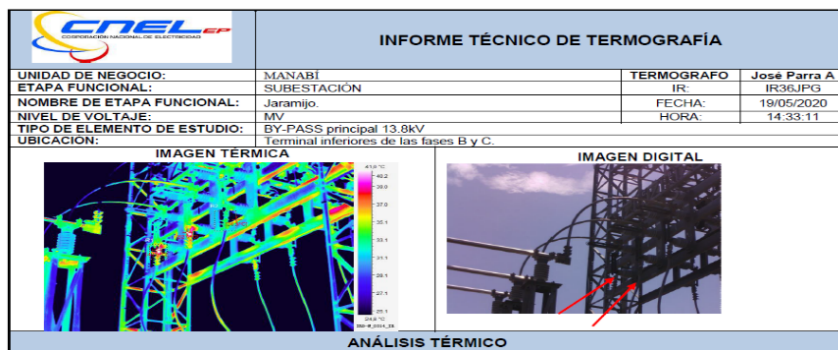 CNEL EP
CORPORACIÓN NACIONAL DE ELECTRICIDAD
INFORME TÉCNICO DE TERMOGRAFÍA
UNIDAD DE NEGOCIO: MANABÍ TERMOGRAFO José Parra A
ETAPA FUNCIONAL: SUBESTACIÓN IR: IR36JPG
NOMBRE DE ETAPA FUNCIONAL: Jaramijo. FECHA: 19/05/2020
NIVEL DE VOLTAJE: MV HORA: 14:33:11
TIPO DE ELEMENTO DE ESTUDIO: BY-PASS principal 13.8kV
UBICACIÓN: Terminal inferiores de las fases B y C.
IMAGEN TÉRMICA IMAGEN DIGITAL
40.2
ANÁLISIS TÉRMICO